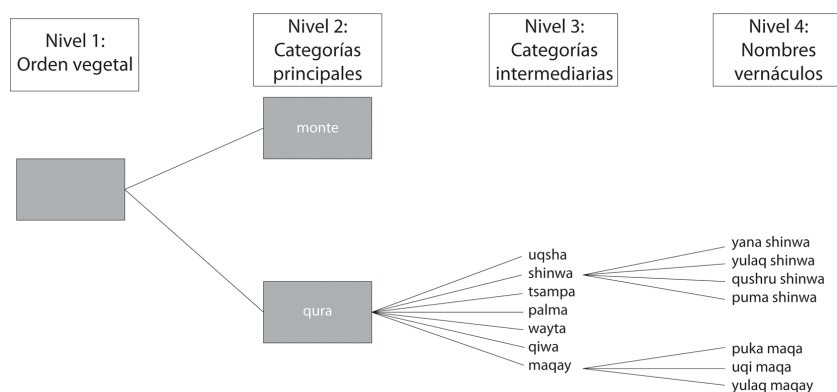 Nivel 1:
Orden vegetal
Nivel 2:
Categorías
principales
Nivel 3:
Categorías
intermediarias
Nivel 4:
Nombres
vernáculos
monte
qura
uqsha
shinwa
tsampa
palma
wayta
qiwa
maqay
yana shinwa
yulaq shinwa
qushru shinwa
puma shinwa
puka maqa
uqi maqa
yulaq maqay